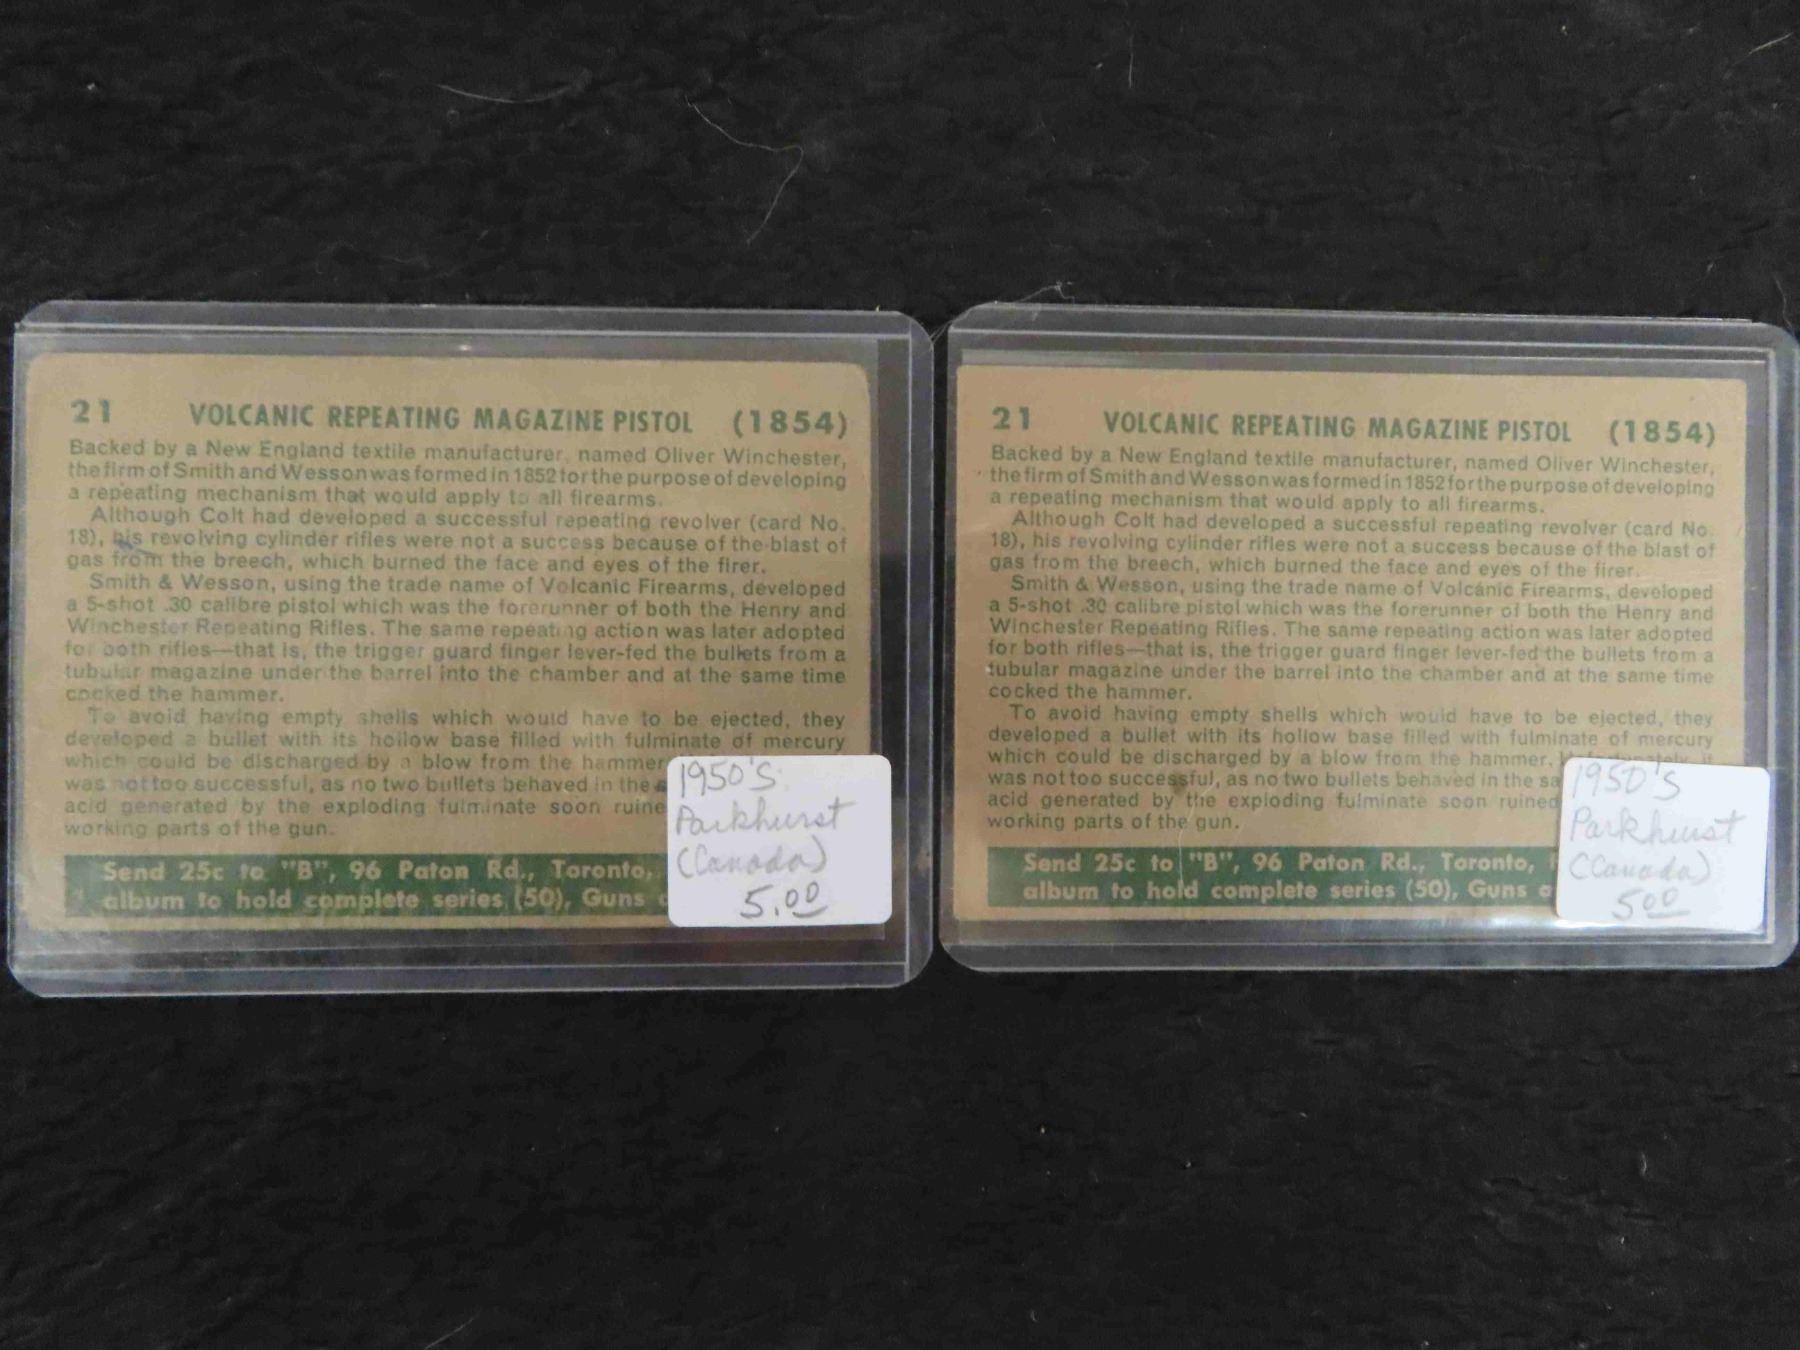 21 VOLCANIC REPEATING MAGAZINE PISTOL (1854)
Backed by a New England textile manufacturer, named Oliver Winchester,
the firm of Smith and Wesson was formed in 1852 for the purpose of developing
a repeating mechanism that would apply to all firearms.
Although Colt had developed a successful repeating revolver (card No.
18), his revolving cylinder rifles were not a success because of the blast of
gas from the breech, which burned the face and eyes of the firer.
Smith & Wesson, using the trade name of Volcanic Firearms, developed
a 5-shot .30 calibre pistol which was the forerunner of both the Henry and
Winchester Repeating Rifles. The same repeating action was later adopted
for both rifles—that is, the trigger guard finger lever-fed the bullets from a
tubular magazine under the barrel into the chamber and at the same time
cocked the hammer.
To avoid having empty shells which would have to be ejected, they
developed a bullet with its hollow base filled with fulminate of mercury
which could be discharged by a blow from the hammer
was not too successful, as no two bullets behaved in the
acid generated by the exploding fulminate soon ruine
working parts of the gun.
Send 25c to "B", 96 Paton Rd., Toronto,
album to hold complete series (50), Guns
1950's
Parkhurst
(Canada)
5.00
21 VOLCANIC REPEATING MAGAZINE PISTOL (1854)
Backed by a New England textile manufacturer, named Oliver Winchester,
the firm of Smith and Wesson was formed in 1852 for the purpose of developing
a repeating mechanism that would apply to all firearms.
Although Colt had developed a successful repeating revolver (card No.
18), his revolving cylinder rifles were not a success because of the blast of
gas from the breech, which burned the face and eyes of the firer.
Smith & Wesson, using the trade name of Volcanic Firearms, developed
a 5-shot .30 calibre pistol which was the forerunner of both the Henry and
Winchester Repeating Rifles. The same repeating action was later adopted
for both rifles—that is, the trigger guard finger lever-fed the bullets from a
tubular magazine under the barrel into the chamber and at the same time
cocked the hammer.
To avoid having empty shells which would have to be ejected, they
developed a bullet with its hollow base filled with fulminate of mercury
which could be discharged by a blow from the hammer. it
was not too successful, as no two bullets behaved in the sa
acid generated by the exploding fulminate soon ruined
working parts of the gun.
Send 25c to "B", 96 Paton Rd., Toronto,
album to hold complete series (50), Guns
1950's
Parkhurst
(Canada)
500